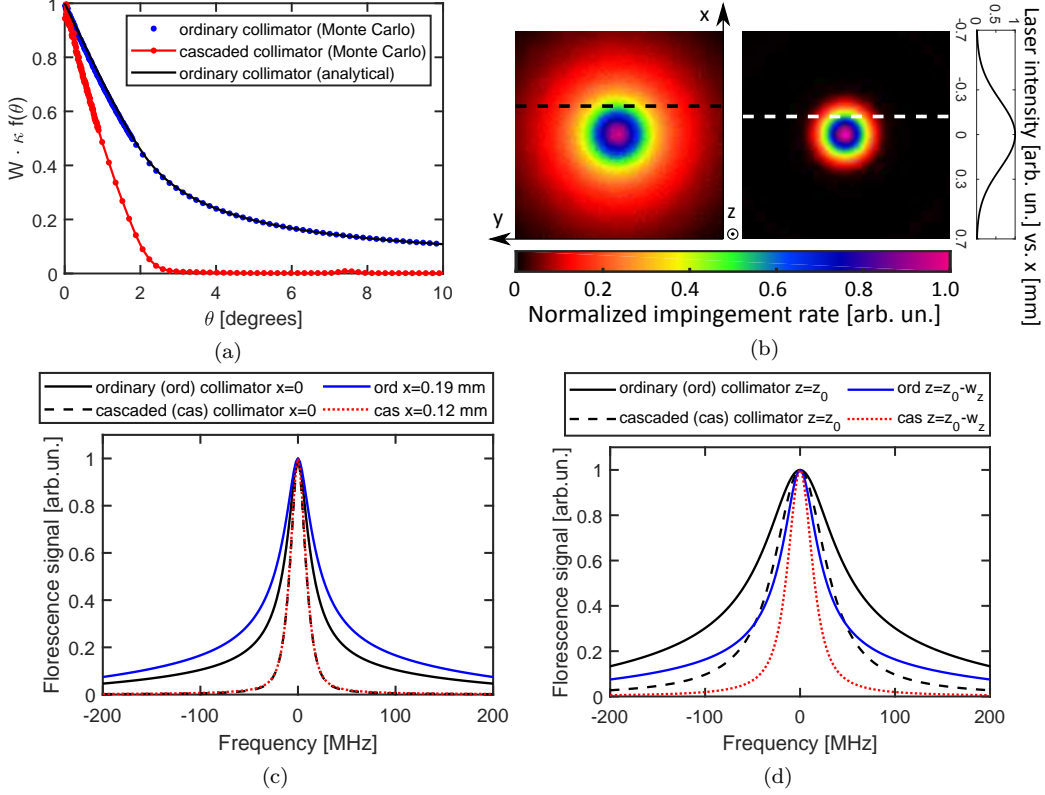 W · κ f(θ)
1
0.8
0.6
0.4
0.2
0
ordinary collimator (Monte Carlo)
cascaded collimator (Monte Carlo)
ordinary collimator (analytical)
0 2 4 6 8 10
θ [degrees]
(a)
x
y
z
0 0.2 0.4 0.6 0.8 1.0
Normalized impingement rate [arb. un.]
Laser intensity [arb. un.] vs. x [mm]
0 0.5 1
-0.7
-0.3
0
0.3
0.7
(b)
ordinary (ord) collimator x=0
ord x=0.19 mm
cascaded (cas) collimator x=0
cas x=0.12 mm
Florescence signal [arb.un.]
1
0.8
0.6
0.4
0.2
0
-200 -100 0 100 200
Frequency [MHz]
(c)
ordinary (ord) collimator z=z0
ord z=z0-wz
cascaded (cas) collimator z=z0
cas z=z0-wz
Florescence signal [arb.un.]
1
0.8
0.6
0.4
0.2
0
-200 -100 0 100 200
Frequency [MHz]
(d)